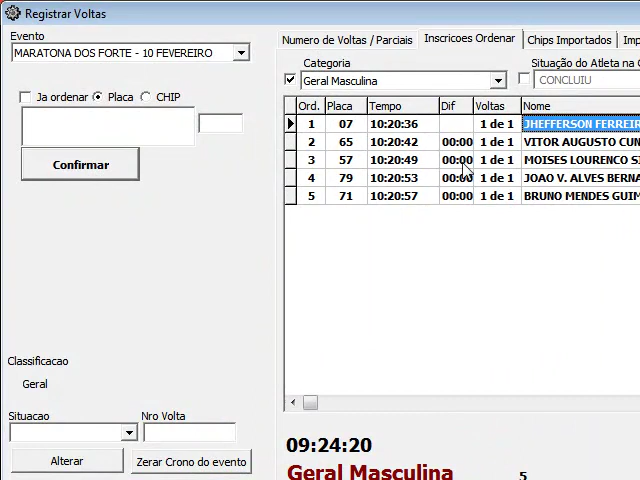 Registrar Voltas
Evento
MARATONA DOS FORTE - 10 FEVEREIRO
Ja ordenar Placa CHIP
Confirmar
Classificacao
Geral
Situacao Nro Volta
Alterar Zerar Crono do evento
Numero de Voltas / Parciais Inscricoes Ordenar Chips Importados
Categoria Situação do Atleta na
Geral Masculina CONCLUIU
Ord. Placa Tempo Dif Voltas Nome
1 07 10:20:36 1 de 1 JHEFFERSON
2 65 10:20:42 00:00 1 de 1 VITOR AUGUSTO
3 57 10:20:49 00:00 1 de 1 MOISES LOURENCO
4 79 10:20:53 00:00 1 de 1 JOAO V. ALVES
5 71 10:20:57 00:00 1 de 1 BRUNO MENDES
09:24:20
Geral Masculina 5